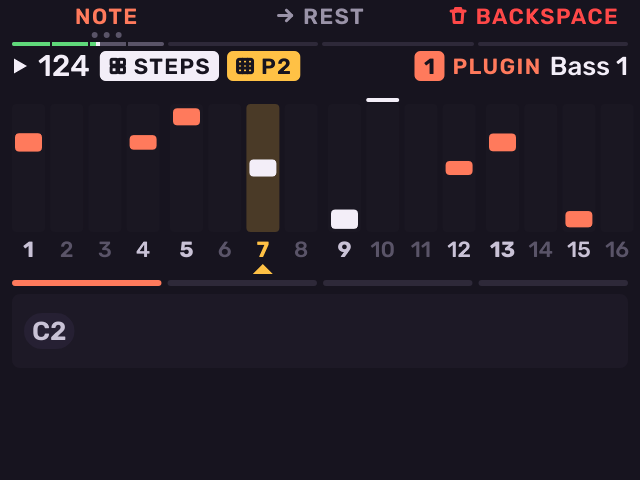 NOTE → REST BACKSPACE
124 STEPS P2 1 PLUGIN Bass 1
1 2 3 4 5 6 7 8 9 10 11 12 13 14 15 16
C2